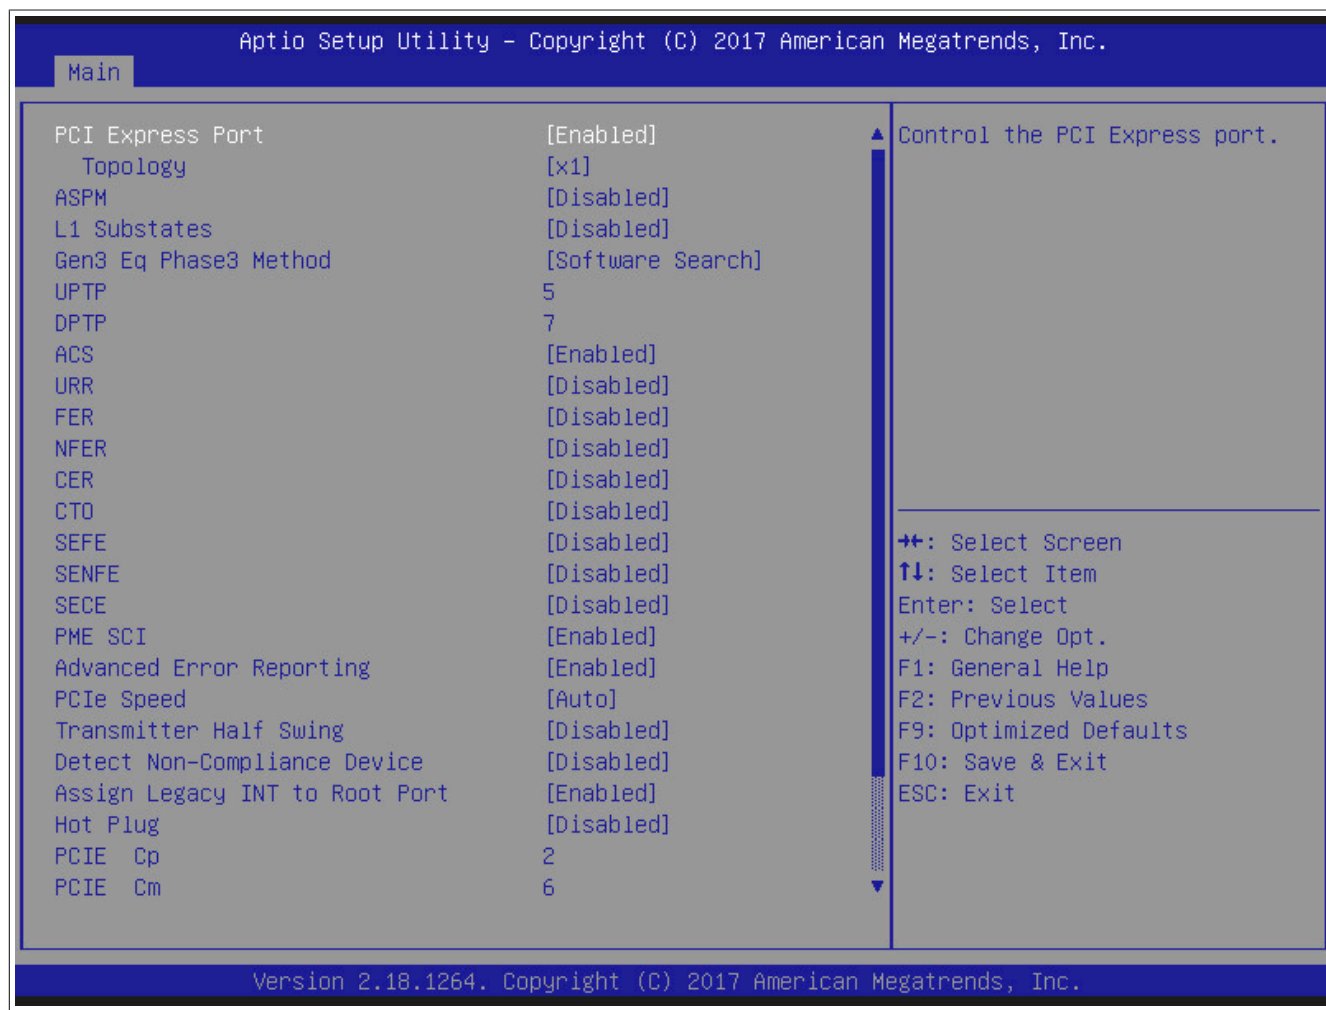 Aptio Setup Utility – Copyright (C) 2017 American Megatrends, Inc.
Main
PCI Express Port [Enabled]
Topology [x1]
ASPM [Disabled]
L1 Substates [Disabled]
Gen3 Eq Phase3 Method [Software Search]
UPTP 5
DPTP 7
ACS [Enabled]
URR [Disabled]
FER [Disabled]
NFER [Disabled]
CER [Disabled]
CTO [Disabled]
SEFE [Disabled]
SENFE [Disabled]
SECE [Disabled]
PME SCI [Enabled]
Advanced Error Reporting [Enabled]
PCIe Speed [Auto]
Transmitter Half Swing [Disabled]
Detect Non-Compliance Device [Disabled]
Assign Legacy INT to Root Port [Enabled]
Hot Plug [Disabled]
PCIE Cp 2
PCIE Cm 6
Control the PCI Express port.
→←: Select Screen
↑↓: Select Item
Enter: Select
+/-: Change Opt.
F1: General Help
F2: Previous Values
F9: Optimized Defaults
F10: Save & Exit
ESC: Exit
Version 2.18.1264. Copyright (C) 2017 American Megatrends, Inc.